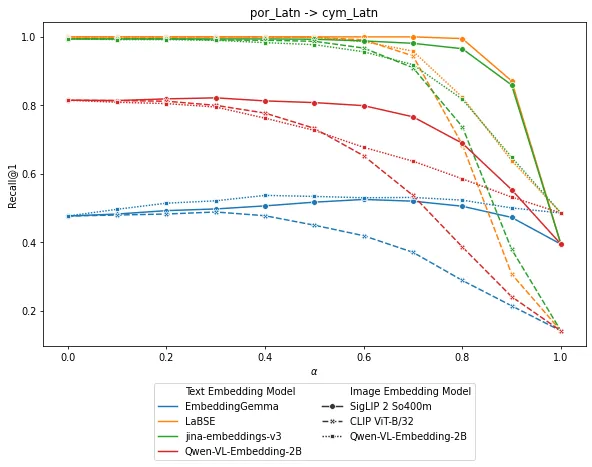 por_Latn -> cym_Latn
Recall@1
1.0
0.8
0.6
0.4
0.2
0.0 0.2 0.4 0.6 0.8 1.0
α
Text Embedding Model Image Embedding Model
EmbeddingGemma SigLIP 2 So400m
LaBSE CLIP ViT-B/32
jina-embeddings-v3 Qwen-VL-Embedding-2B
Qwen-VL-Embedding-2B